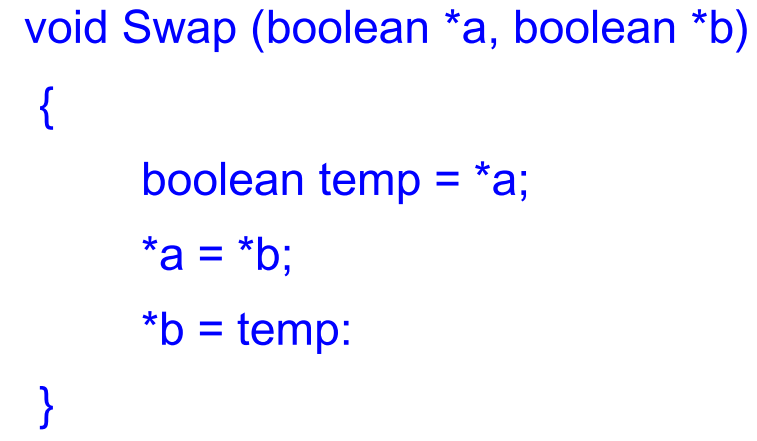 void Swap (boolean *a, boolean *b)
{
boolean temp = *a;
*a = *b;
*b = temp:
}